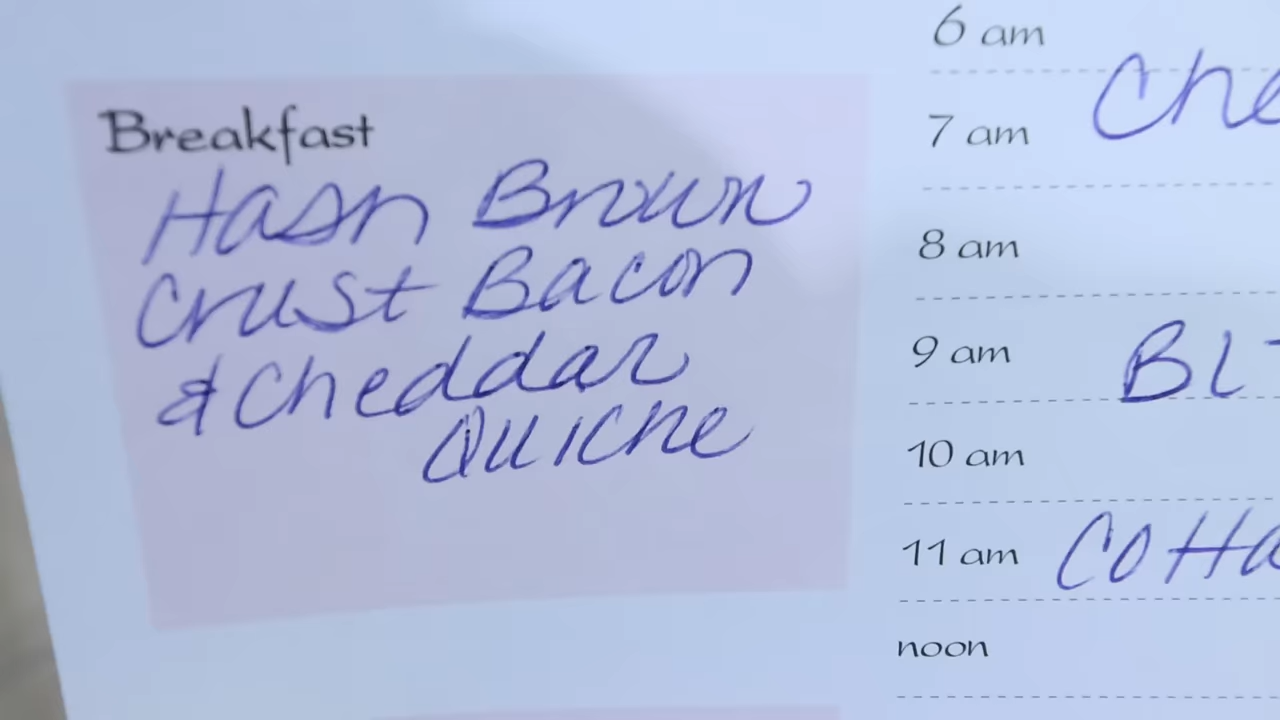 Breakfast
Hash Brown
Crust Bacon
& Cheddar
Quiche
6 am
7 am
8 am
9 am
10 am
11 am
noon